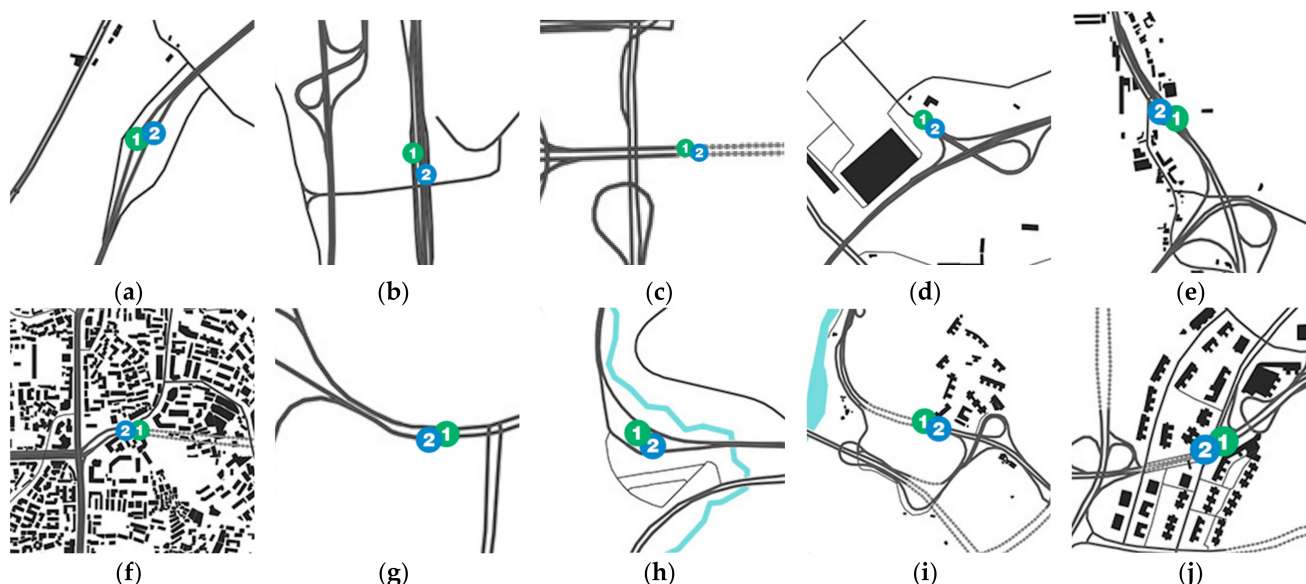 1 2 1 2 1 2 1 2 2 1
(a) (b) (c) (d) (e)
2 1 2 1 1 2 1 2 2 1
(f) (g) (h) (i) (j)